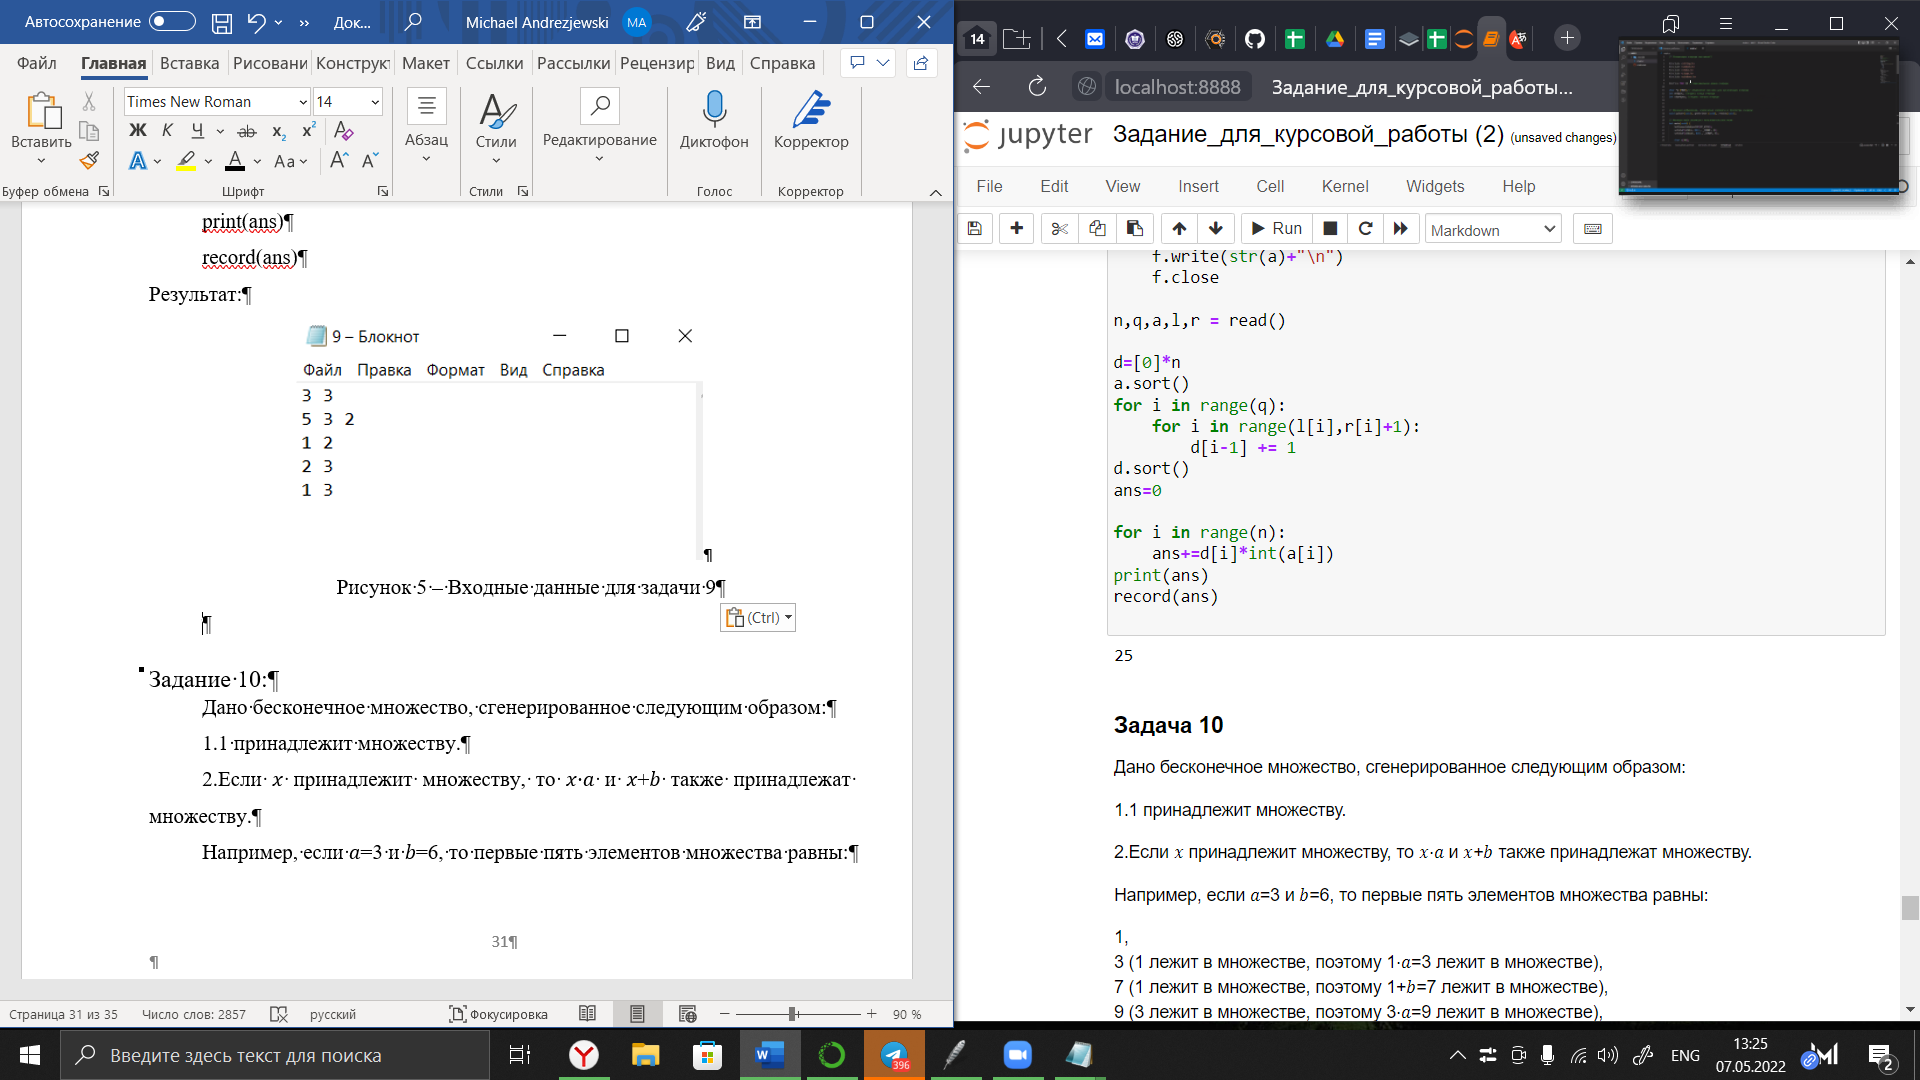 Автосохранение
Док...
Michael Andrezjewski
MA
Файл Главная Вставка Рисовани Конструкт Макет Ссылки Рассылки Рецензир Вид Справка
Вставить
Буфер обмена
Times New Roman 14
Ж К Ч ab x₂ x² A
A A Aa A A
Шрифт
Абзац
Стили
Стили
Редактирование
Диктофон
Голос
Корректор
Корректор
print(ans)¶
record(ans)¶
Результат:¶
9 – Блокнот
Файл Правка Формат Вид Справка
3 3
5 3 2
1 2
2 3
1 3
¶
Рисунок·5·–·Входные·данные·для·задачи·9¶
(Ctrl)
¶
Задание·10:¶
Дано·бесконечное·множество,·сгенерированное·следующим·образом:¶
1.1·принадлежит·множеству.¶
2.Если· x· принадлежит· множеству,· то· x·a· и· x+b· также· принадлежат·
множеству.¶
Например,·если·a=3·и·b=6,·то·первые·пять·элементов·множества·равны:¶
31¶
¶
Страница 31 из 35
Число слов: 2857
русский
Фокусировка
90 %
14
localhost:8888
Задание_для_курсовой_работы...
jupyter Задание_для_курсовой_работы (2) (unsaved changes)
File Edit View Insert Cell Kernel Widgets Help
Run
Markdown
f.write(str(a)+"\n")
f.close
n,q,a,l,r = read()
d=[0]*n
a.sort()
for i in range(q):
for i in range(l[i],r[i]+1):
d[i-1] += 1
d.sort()
ans=0
for i in range(n):
ans+=d[i]*int(a[i])
print(ans)
record(ans)
25
Задача 10
Дано бесконечное множество, сгенерированное следующим образом:
1.1 принадлежит множеству.
2.Если x принадлежит множеству, то x·a и x+b также принадлежат множеству.
Например, если a=3 и b=6, то первые пять элементов множества равны:
1,
3 (1 лежит в множестве, поэтому 1·a=3 лежит в множестве),
7 (1 лежит в множестве, поэтому 1+b=7 лежит в множестве),
9 (3 лежит в множестве, поэтому 3·a=9 лежит в множестве),
Введите здесь текст для поиска
396
ENG
13:25
07.05.2022
2